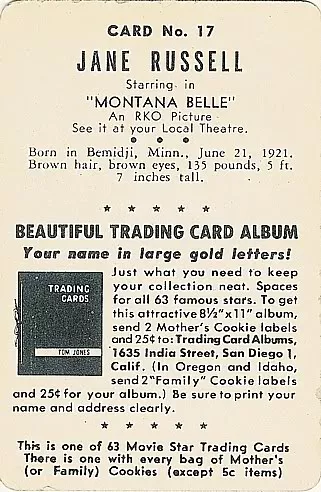 CARD No. 17
JANE RUSSELL
Starring in
"MONTANA BELLE"
An RKO Picture
See it at your Local Theatre.
Born in Bemidji, Minn., June 21, 1921.
Brown hair, brown eyes, 135 pounds, 5 ft.
7 inches tall.
★ ★ ★ ★ ★
BEAUTIFUL TRADING CARD ALBUM
Your name in large gold letters!
TRADING
CARDS
TOM JONES
Just what you need to keep
your collection neat. Spaces
for all 63 famous stars. To get
this attractive 8½"x11" album,
send 2 Mother's Cookie labels
and 25¢ to: Trading Card Albums,
1635 India Street, San Diego 1,
Calif. (In Oregon and Idaho,
send 2 "Family" Cookie labels
and 25¢ for your album.) Be sure to print your
name and address clearly.
★ ★ ★ ★ ★
This is one of 63 Movie Star Trading Cards
There is one with every bag of Mother's
(or Family) Cookies (except 5c items)